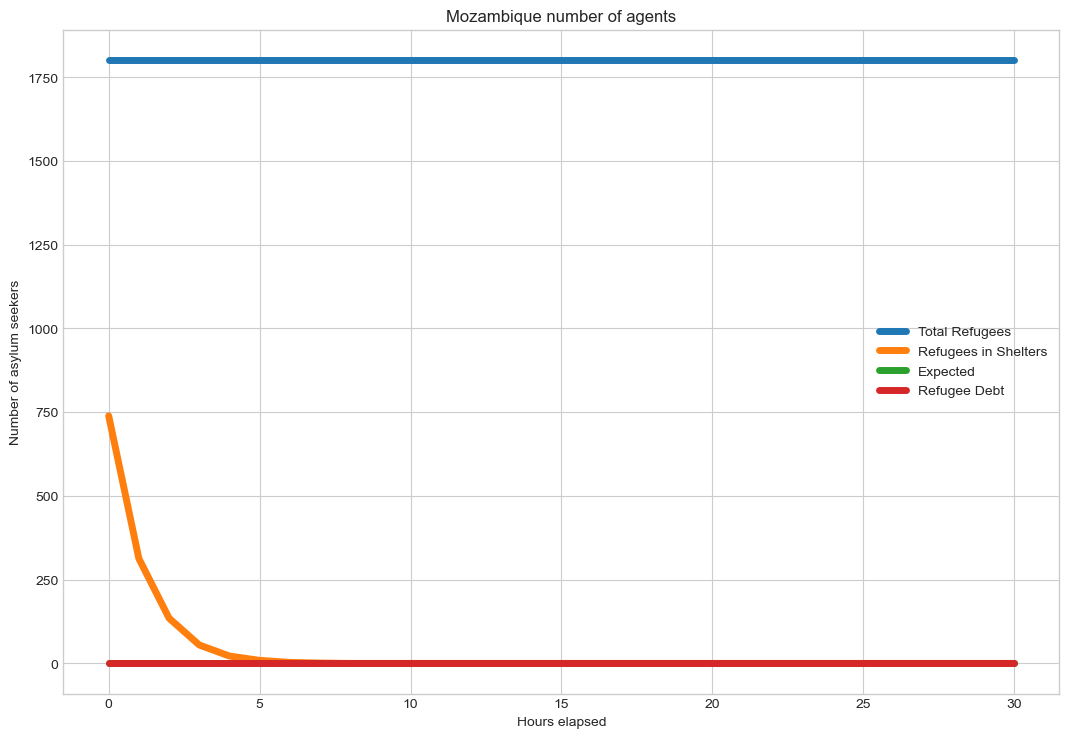 Mozambique number of agents
Number of asylum seekers
1750
1500
1250
1000
750
500
250
0
Total Refugees
Refugees in Shelters
Expected
Refugee Debt
0 5 10 15 20 25 30
Hours elapsed